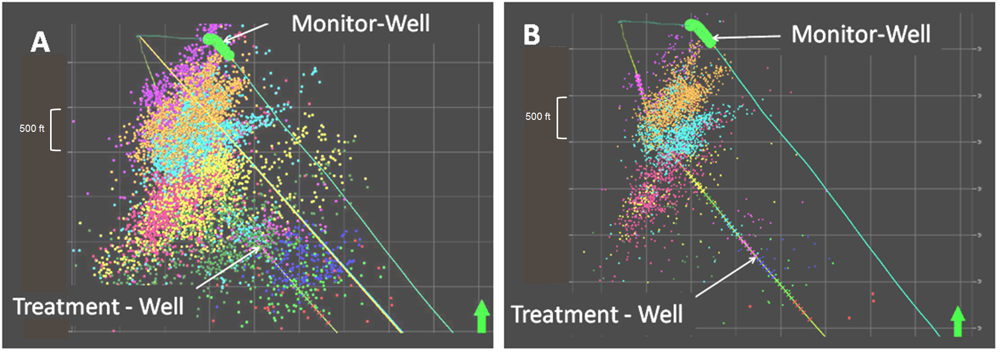 A
Monitor-Well
500 ft
Treatment - Well
B
Monitor-Well
500 ft
Treatment - Well